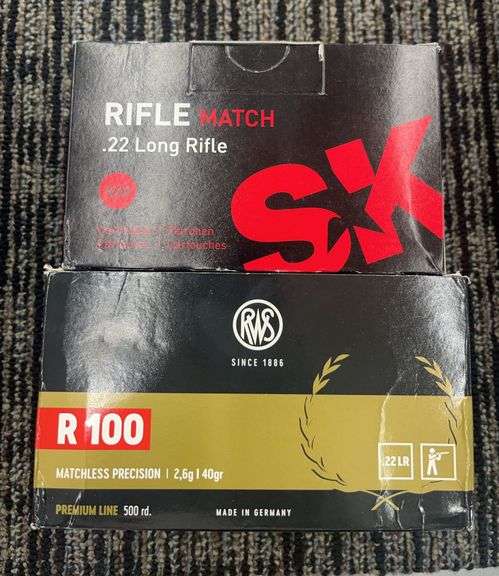 RIFLE MATCH
.22 Long Rifle
SK
RWS
SINCE 1886
R 100
.22 LR
MATCHLESS PRECISION | 2,6g | 40gr
PREMIUM LINE 500 rd.
MADE IN GERMANY